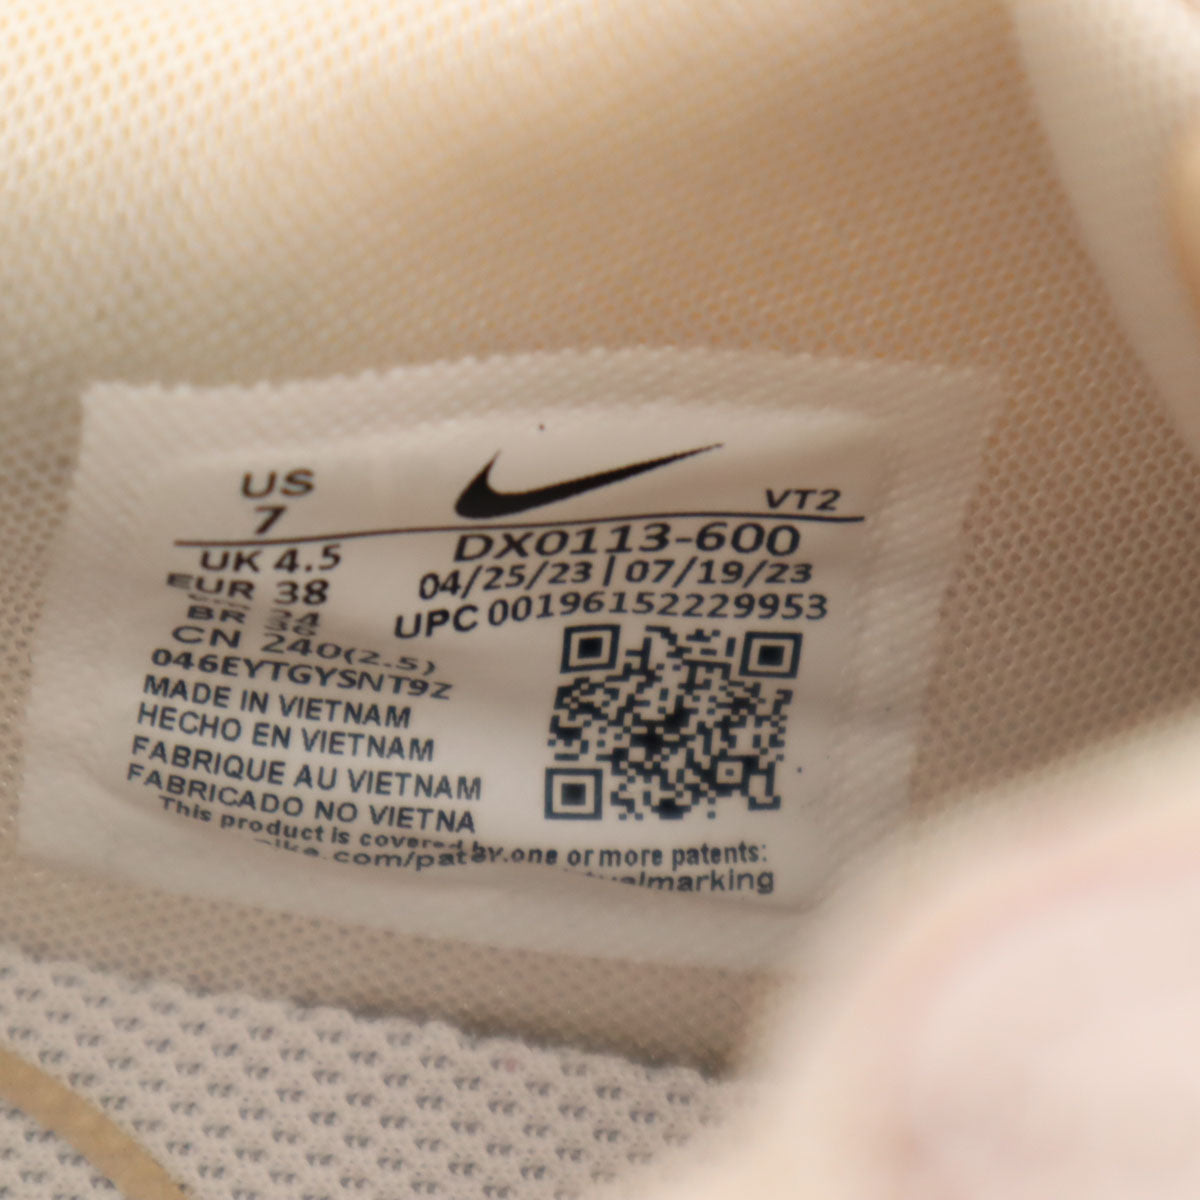 US
7
VT2
UK 4.5
DX0113-600
EUR 38
04/25/23 | 07/19/23
BR
UPC 00196152229953
CN 240(2.5)
046EYTGYSNT9Z
MADE IN VIETNAM
HECHO EN VIETNAM
FABRIQUE AU VIETNAM
FABRICADO NO VIETNA
This product is covered by one or more patents: